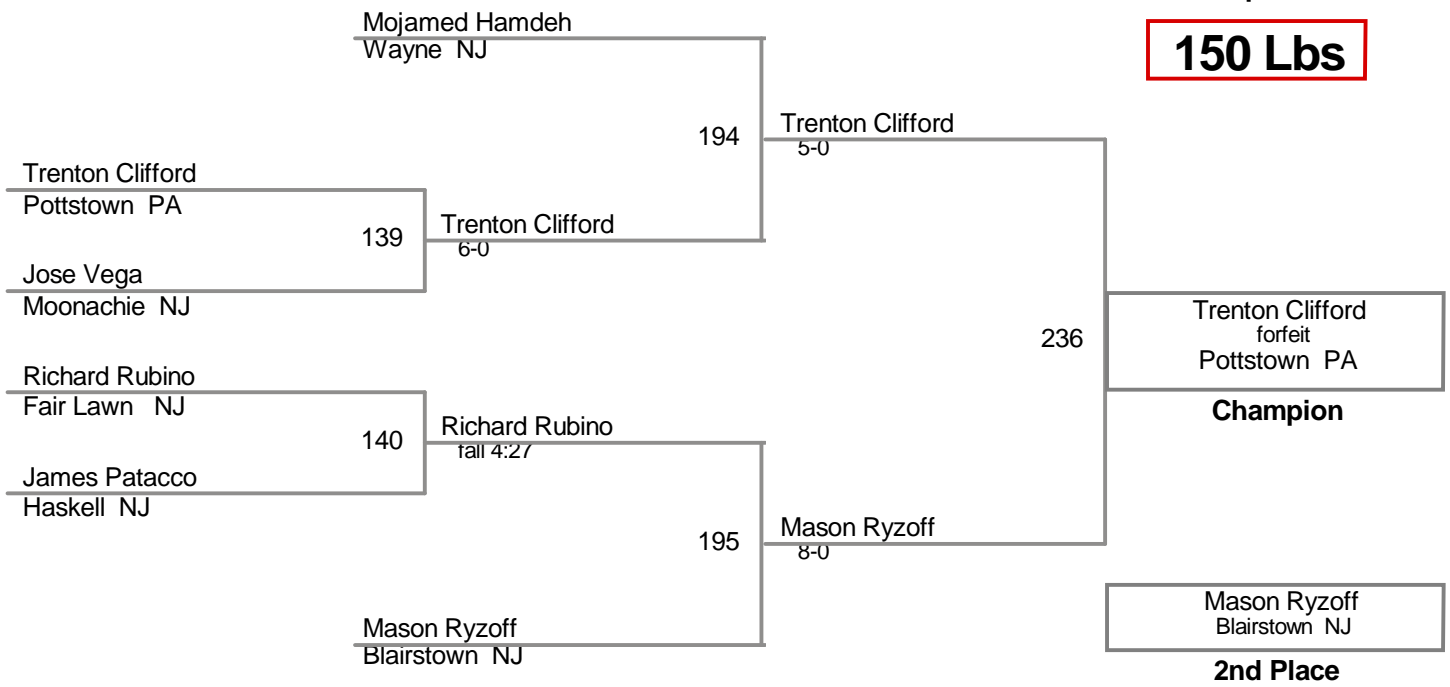 Mojamed Hamdeh
Wayne NJ
150 Lbs
194
Trenton Clifford
5-0
Trenton Clifford
Pottstown PA
139
Trenton Clifford
6-0
Jose Vega
Moonachie NJ
236
Trenton Clifford
forfeit
Pottstown PA
Champion
Richard Rubino
Fair Lawn NJ
140
Richard Rubino
fall 4:27
James Patacco
Haskell NJ
195
Mason Ryzoff
8-0
Mason Ryzoff
Blairstown NJ
Mason Ryzoff
Blairstown NJ
2nd Place